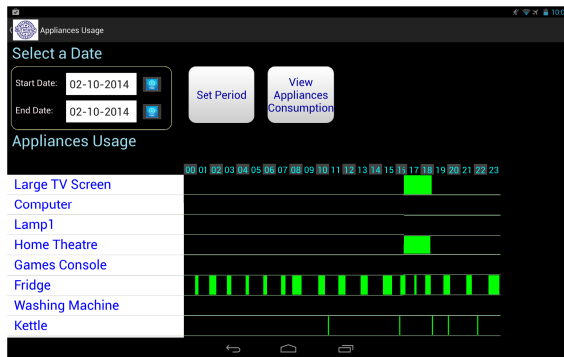 10:0
Appliances Usage
Select a Date
Start Date: 02-10-2014
End Date: 02-10-2014
Set Period
View
Appliances
Consumption
Appliances Usage
00 01 02 03 04 05 06 07 08 09 10 11 12 13 14 15 16 17 18 19 20 21 22 23
Large TV Screen
Computer
Lamp1
Home Theatre
Games Console
Fridge
Washing Machine
Kettle